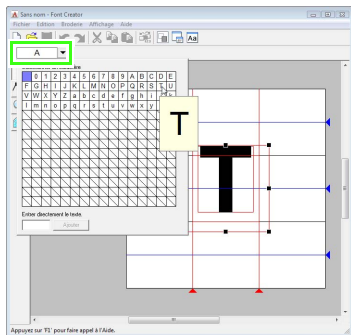 Sans nom - Font Creator
Fichier Edition Broderie Affichage Aide
A
0 1 2 3 4 5 6 7 8 9 A B C D E
F G H I J K L M N O P Q R S T U
V W X Y Z a b c d e f g h i
l m n o p q r s t u v w x y
T
T
Entrer directement le texte.
Ajouter
Appuyez sur 'F1' pour faire appel à l'Aide.